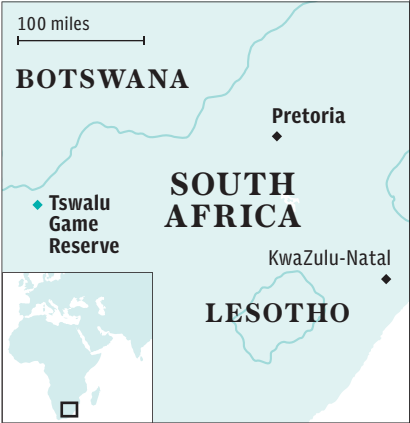 100 miles
BOTSWANA
Pretoria
SOUTH
AFRICA
Tswalu
Game
Reserve
KwaZulu-Natal
LESOTHO